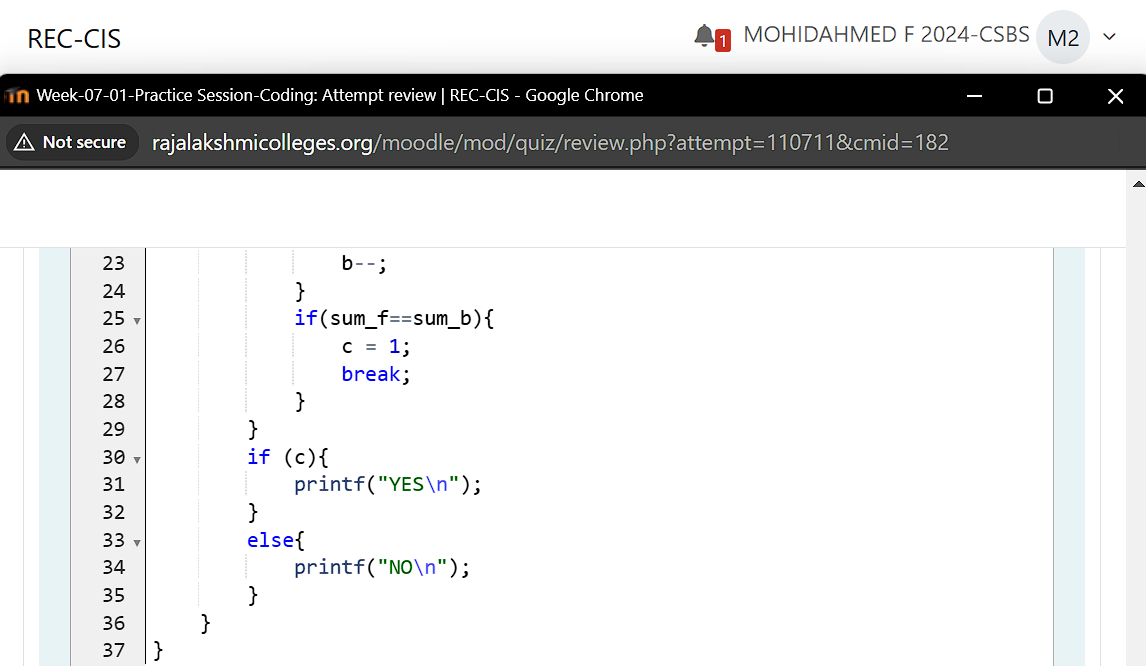 REC-CIS
1 MOHIDAHMED F 2024-CSBS M2
Week-07-01-Practice Session-Coding: Attempt review | REC-CIS - Google Chrome
Not secure rajalakshmicolleges.org/moodle/mod/quiz/review.php?attempt=110711&cmid=182
23 b--;
24 }
25 if(sum_f==sum_b){
26 c = 1;
27 break;
28 }
29 }
30 if (c){
31 printf("YES\n");
32 }
33 else{
34 printf("NO\n");
35 }
36 }
37 }